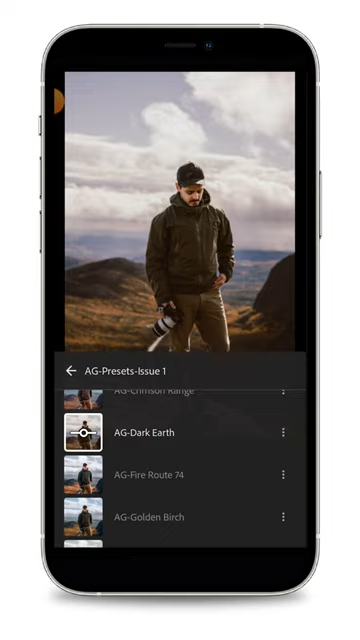 AG-Presets-Issue 1
AG-Crimson Range
AG-Dark Earth
AG-Fire Route 74
AG-Golden Birch